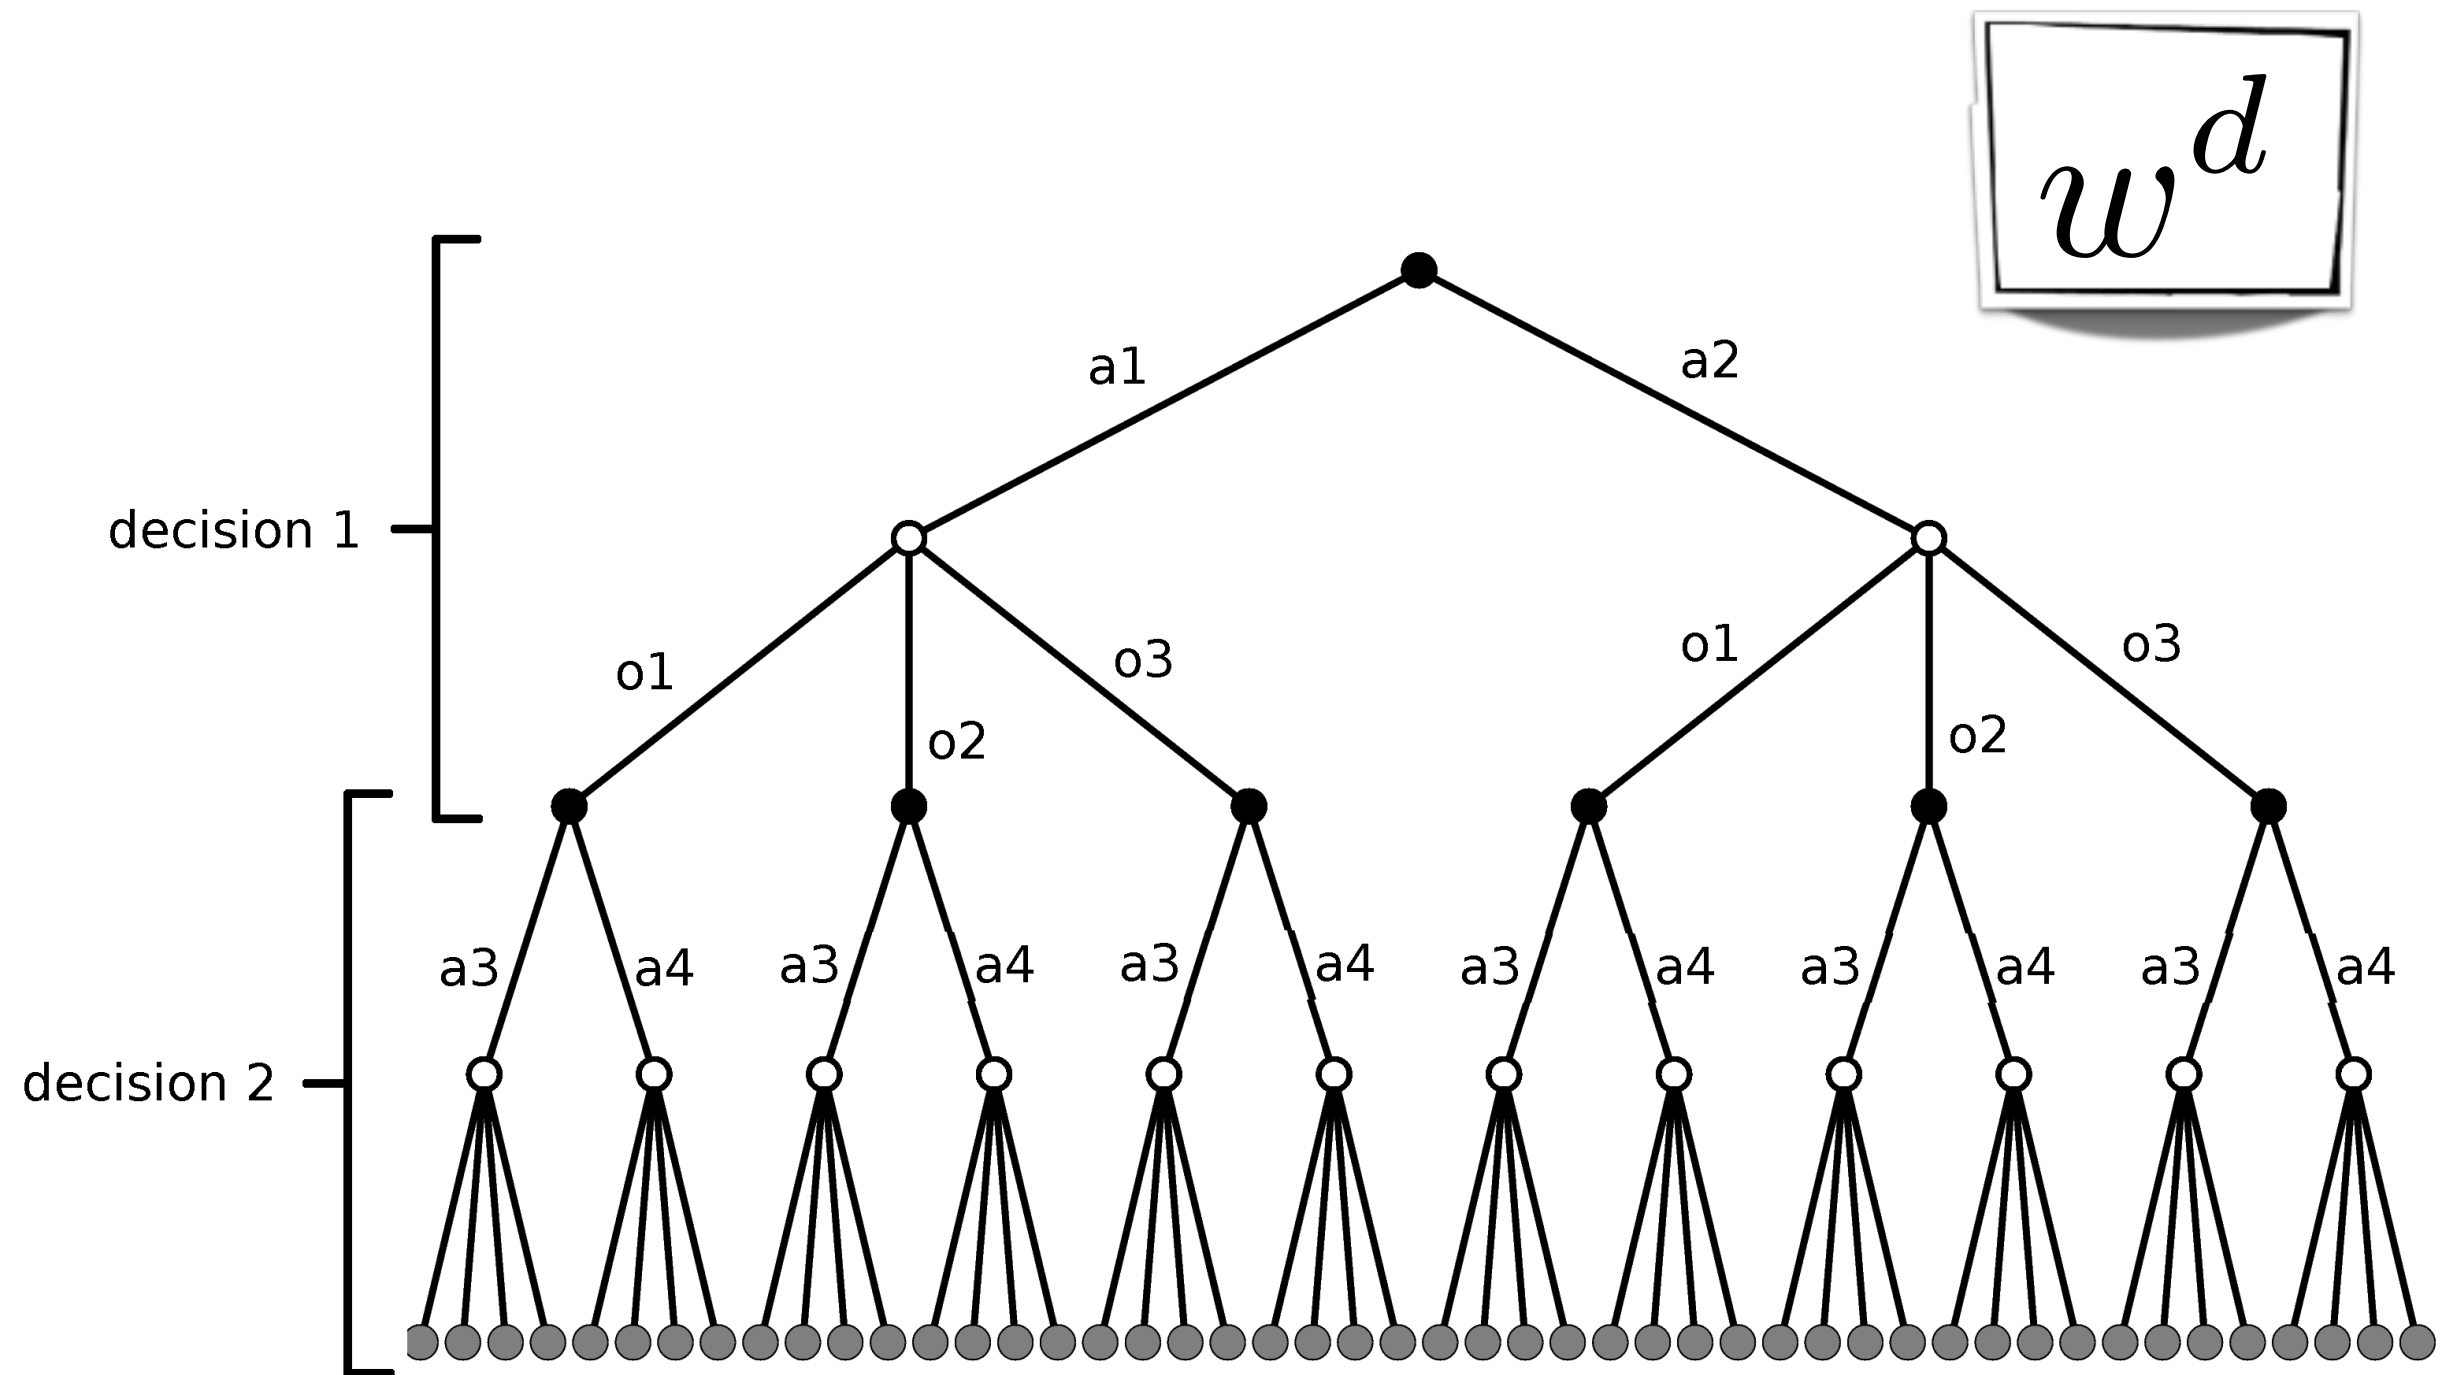 w^d
a1 a2
decision 1
o1 o2 o3 o1 o2 o3
a3 a4 a3 a4 a3 a4 a3 a4 a3 a4 a3 a4
decision 2